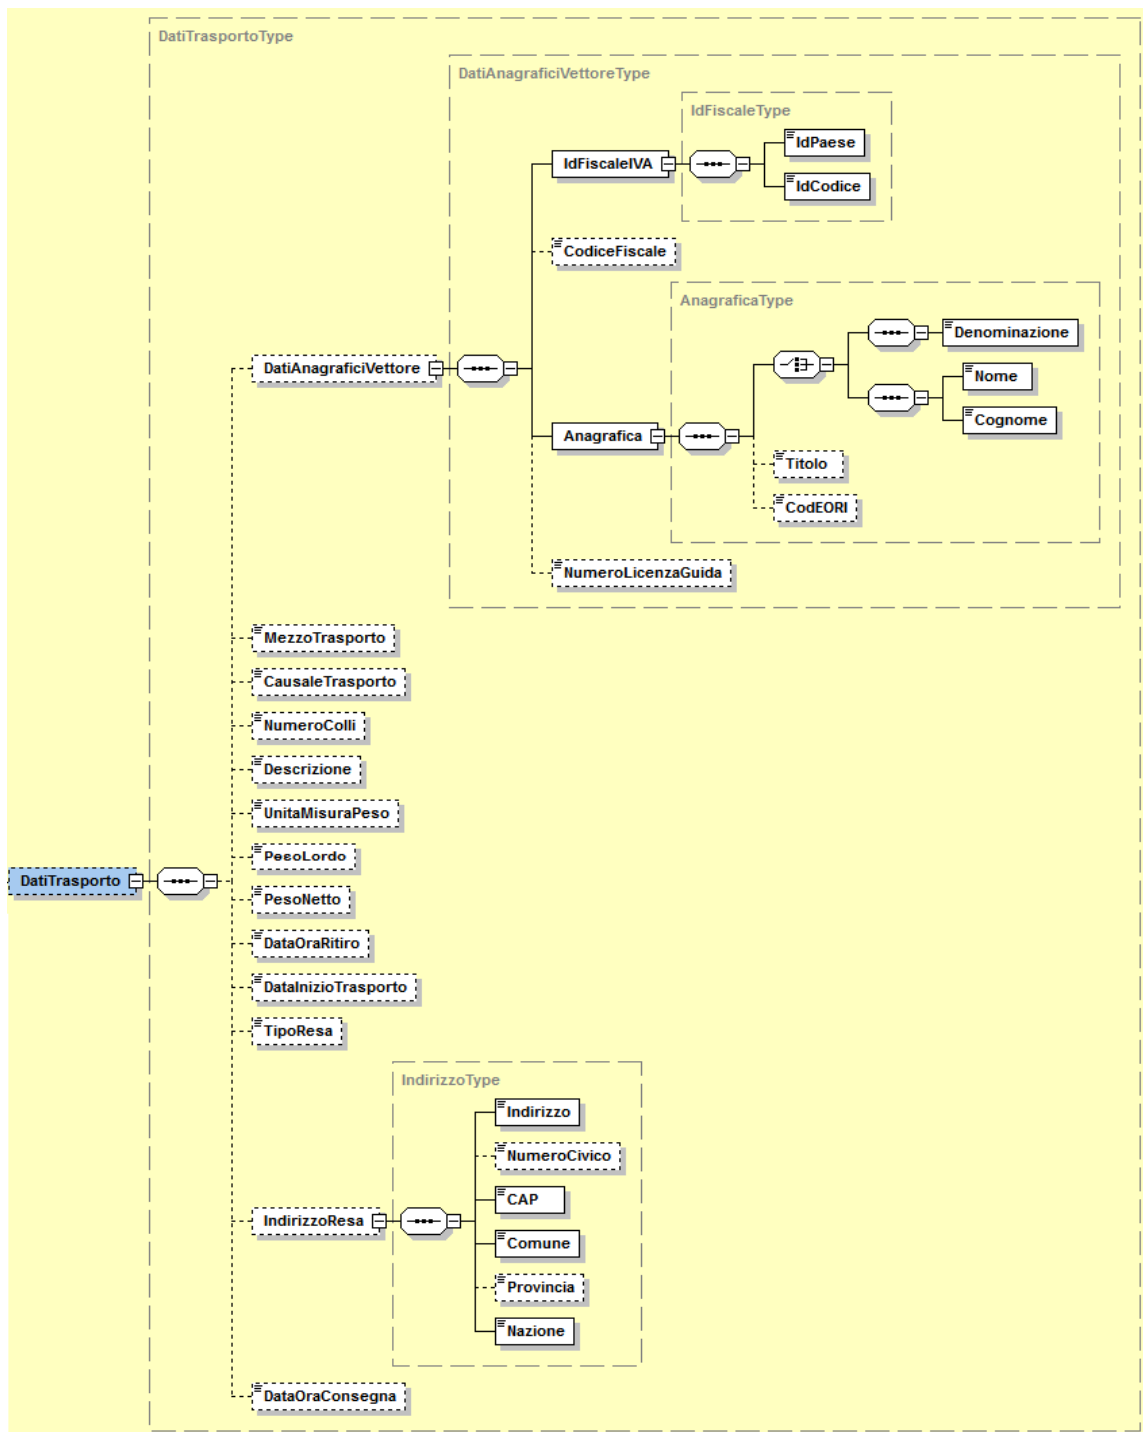 DatiTrasportoType
DatiAnagraficiVettoreType
IdFiscaleType
IdPaese
IdFiscaleIVA
IdCodice
CodiceFiscale
AnagraficaType
Denominazione
DatiAnagraficiVettore
Nome
Cognome
Anagrafica
Titolo
CodEORI
NumeroLicenzaGuida
MezzoTrasporto
CausaleTrasporto
NumeroColli
Descrizione
UnitaMisuraPeso
PesoLordo
DatiTrasporto
PesoNetto
DataOraRitiro
DataInizioTrasporto
TipoResa
IndirizzoType
Indirizzo
NumeroCivico
CAP
IndirizzoResa
Comune
Provincia
Nazione
DataOraConsegna